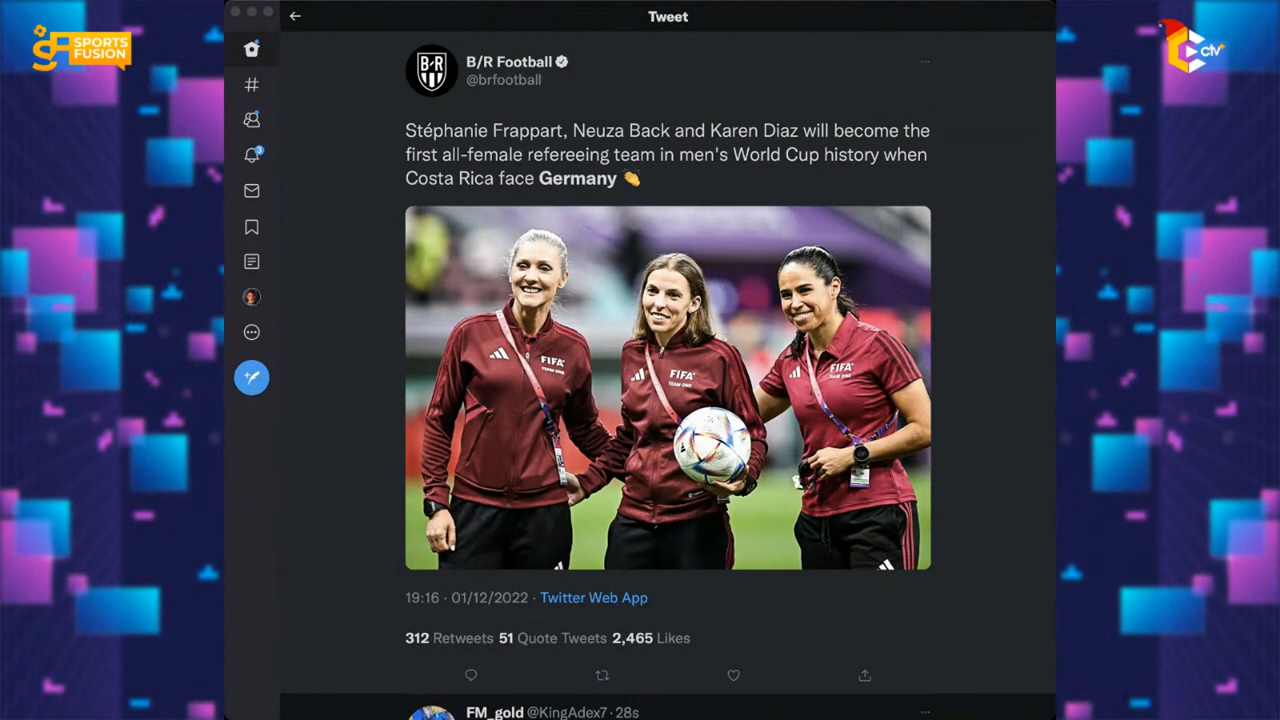 SPORTS
FUSION
ctv+
Tweet
B/R Football
@brfootball
B/R
Stéphanie Frappart, Neuza Back and Karen Diaz will become the
first all-female refereeing team in men's World Cup history when
Costa Rica face Germany 👏
FIFA
TEAM ONE
FIFA
TEAM ONE
FIFA
TEAM ONE
3
19:16 · 01/12/2022 · Twitter Web App
312 Retweets 51 Quote Tweets 2,465 Likes
FM_gold @KingAdex7 · 28s